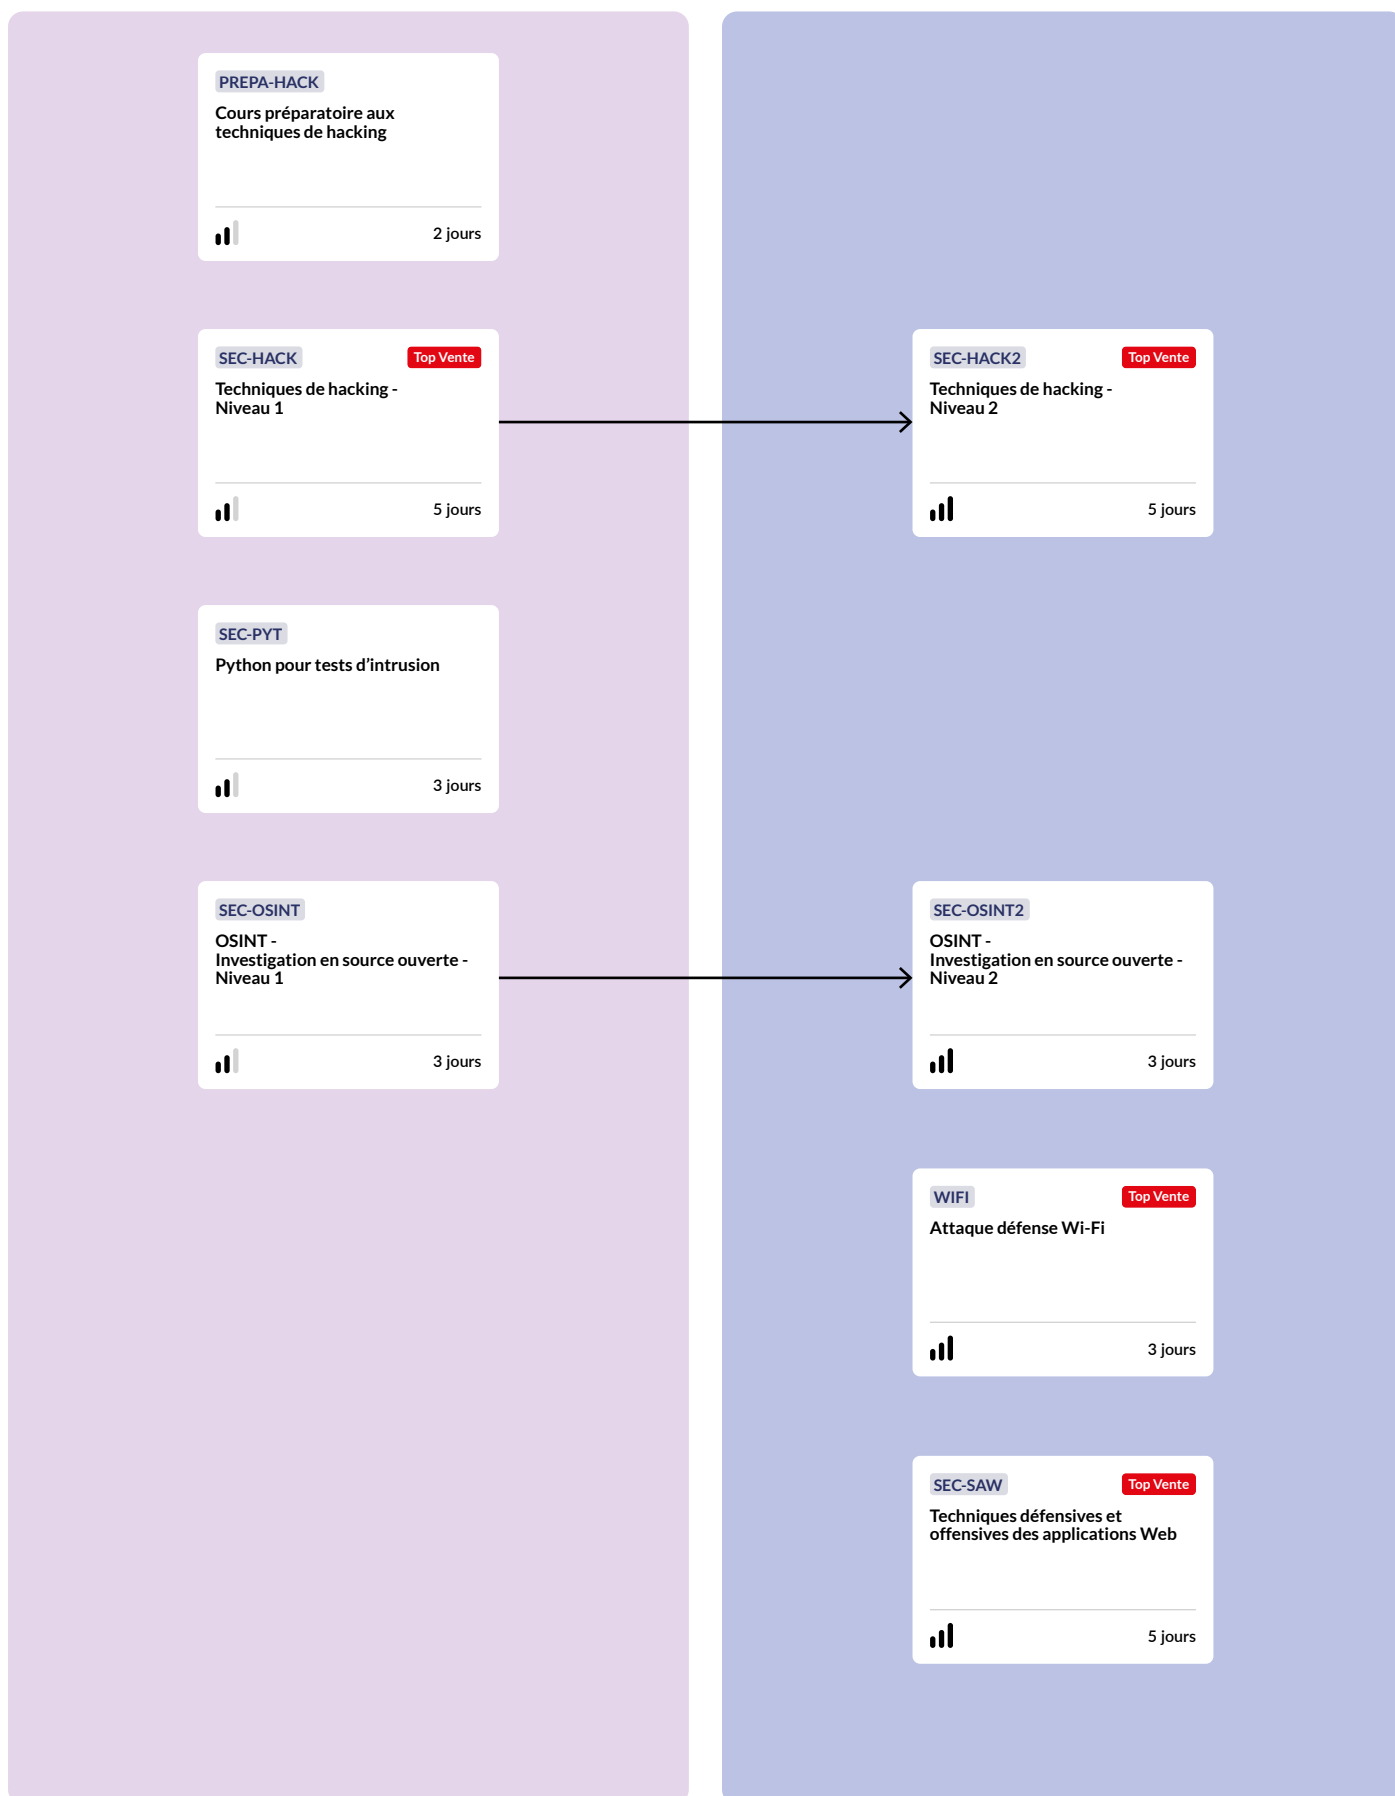 PREPA-HACK
Cours préparatoire aux
techniques de hacking
2 jours
SEC-HACK
Top Vente
Techniques de hacking -
Niveau 1
5 jours
SEC-PYT
Python pour tests d’intrusion
3 jours
SEC-OSINT
OSINT -
Investigation en source ouverte -
Niveau 1
3 jours
SEC-HACK2
Top Vente
Techniques de hacking -
Niveau 2
5 jours
SEC-OSINT2
OSINT -
Investigation en source ouverte -
Niveau 2
3 jours
WIFI
Top Vente
Attaque défense Wi-Fi
3 jours
SEC-SAW
Top Vente
Techniques défensives et
offensives des applications Web
5 jours